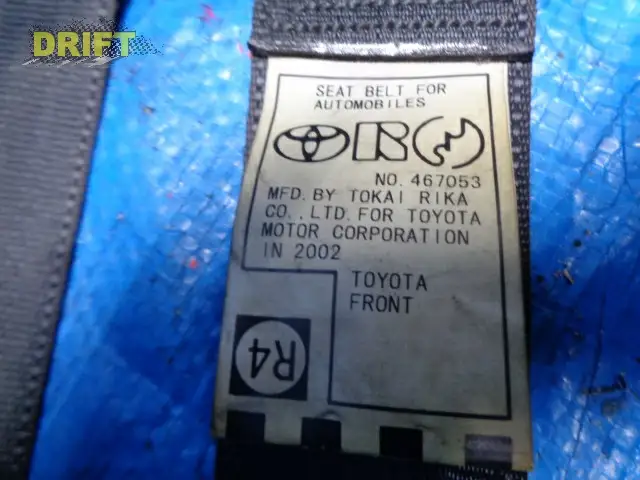 DRIFT
SEAT BELT FOR
AUTOMOBILES
NO. 467053
MFD. BY TOKAI RIKA
CO., LTD. FOR TOYOTA
MOTOR CORPORATION
IN 2002
TOYOTA
FRONT
R4